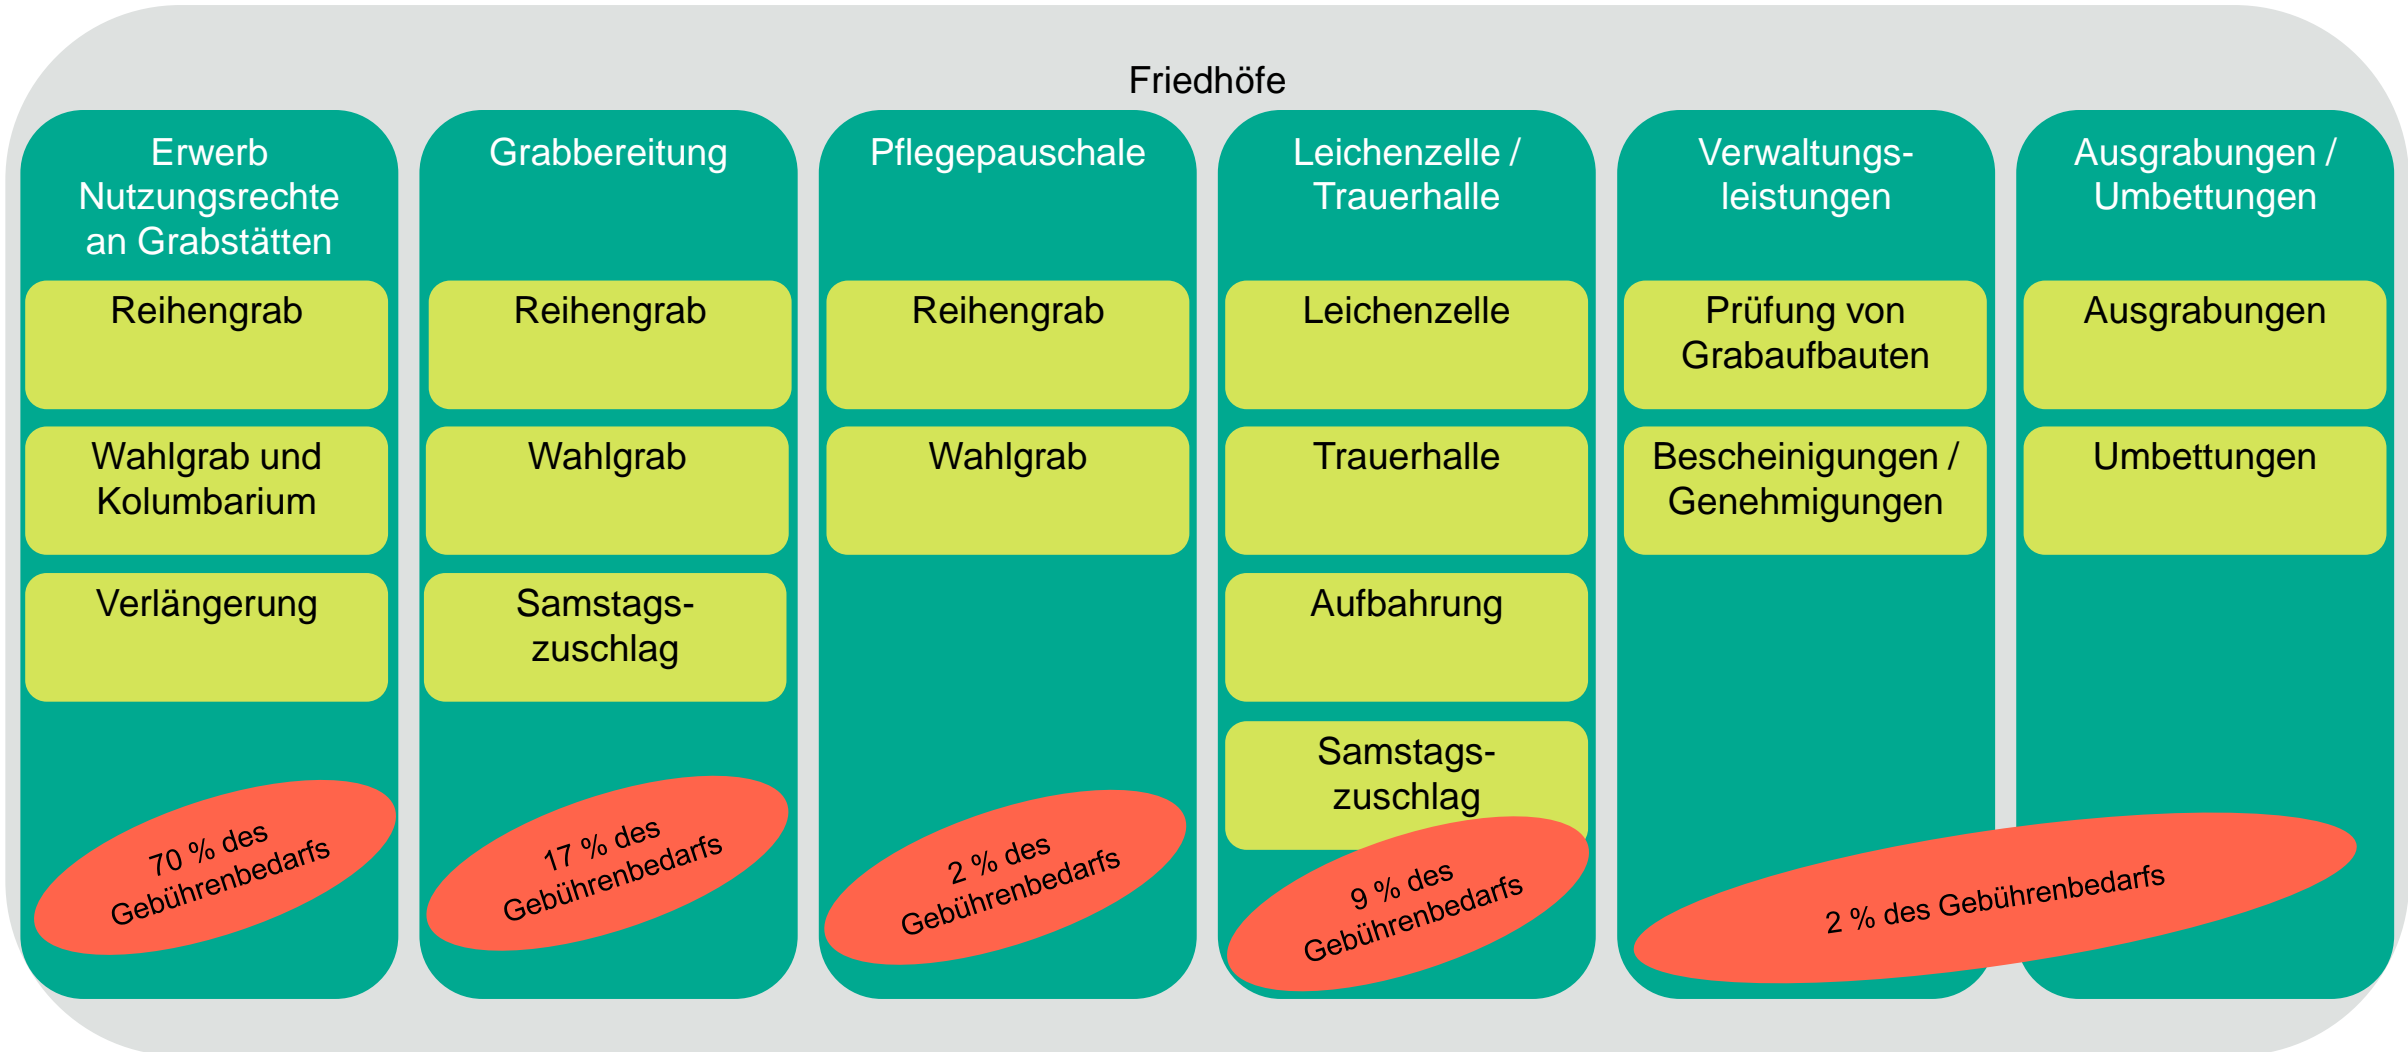 Friedhöfe
Erwerb
Nutzungsrechte
an Grabstätten
Reihengrab
Wahlgrab und
Kolumbarium
Verlängerung
70 % des
Gebührenbedarfs
Grabbereitung
Reihengrab
Wahlgrab
Samstags-
zuschlag
17 % des
Gebührenbedarfs
Pflegepauschale
Reihengrab
Wahlgrab
2 % des
Gebührenbedarfs
Leichenzelle /
Trauerhalle
Leichenzelle
Trauerhalle
Aufbahrung
Samstags-
zuschlag
9 % des
Gebührenbedarfs
Verwaltungs-
leistungen
Prüfung von
Grabaufbauten
Bescheinigungen /
Genehmigungen
Ausgrabungen /
Umbettungen
Ausgrabungen
Umbettungen
2 % des Gebührenbedarfs